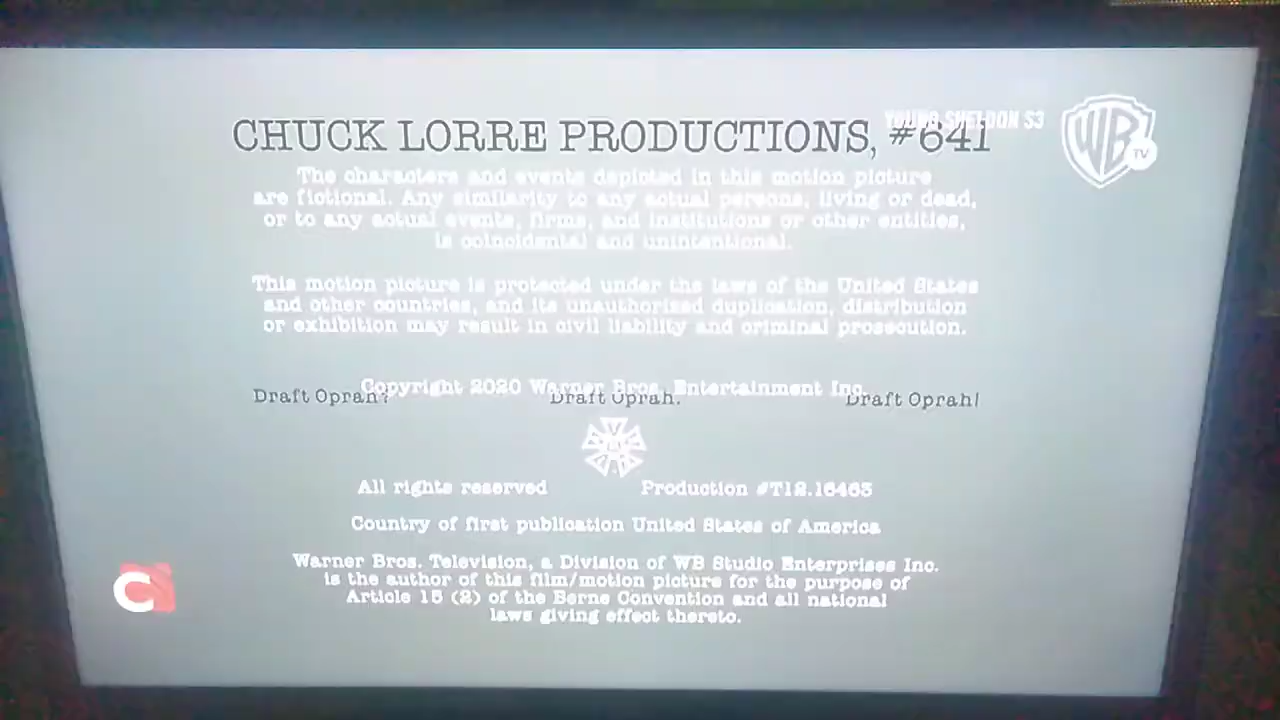 YOUNG SHELDON S3
WB
TV
CHUCK LORRE PRODUCTIONS, #641
The characters and events depicted in this motion picture
are fictional. Any similarity to any actual persons, living or dead,
or to any actual events, firms, and institutions or other entities,
is coincidental and unintentional.
This motion picture is protected under the laws of the United States
and other countries, and its unauthorized duplication, distribution
or exhibition may result in civil liability and criminal prosecution.
Copyright 2020 Warner Bros. Entertainment Inc.
Draft Oprah? Draft Oprah. Draft Oprah!
All rights reserved Production #T12.16463
Country of first publication United States of America
Warner Bros. Television, a Division of WB Studio Enterprises Inc.
is the author of this film/motion picture for the purpose of
Article 15 (2) of the Berne Convention and all national
laws giving effect thereto.
C